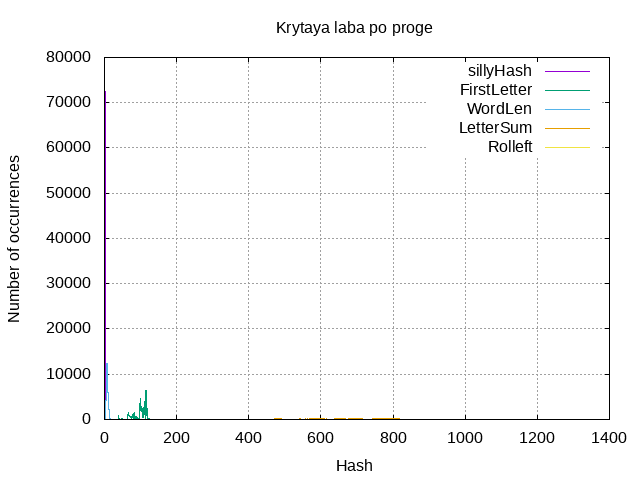 Krytaya laba po proge
80000
70000
60000
50000
40000
30000
20000
10000
0
Number of occurrences
sillyHash
FirstLetter
WordLen
LetterSum
Rolleft
0 200 400 600 800 1000 1200 1400
Hash